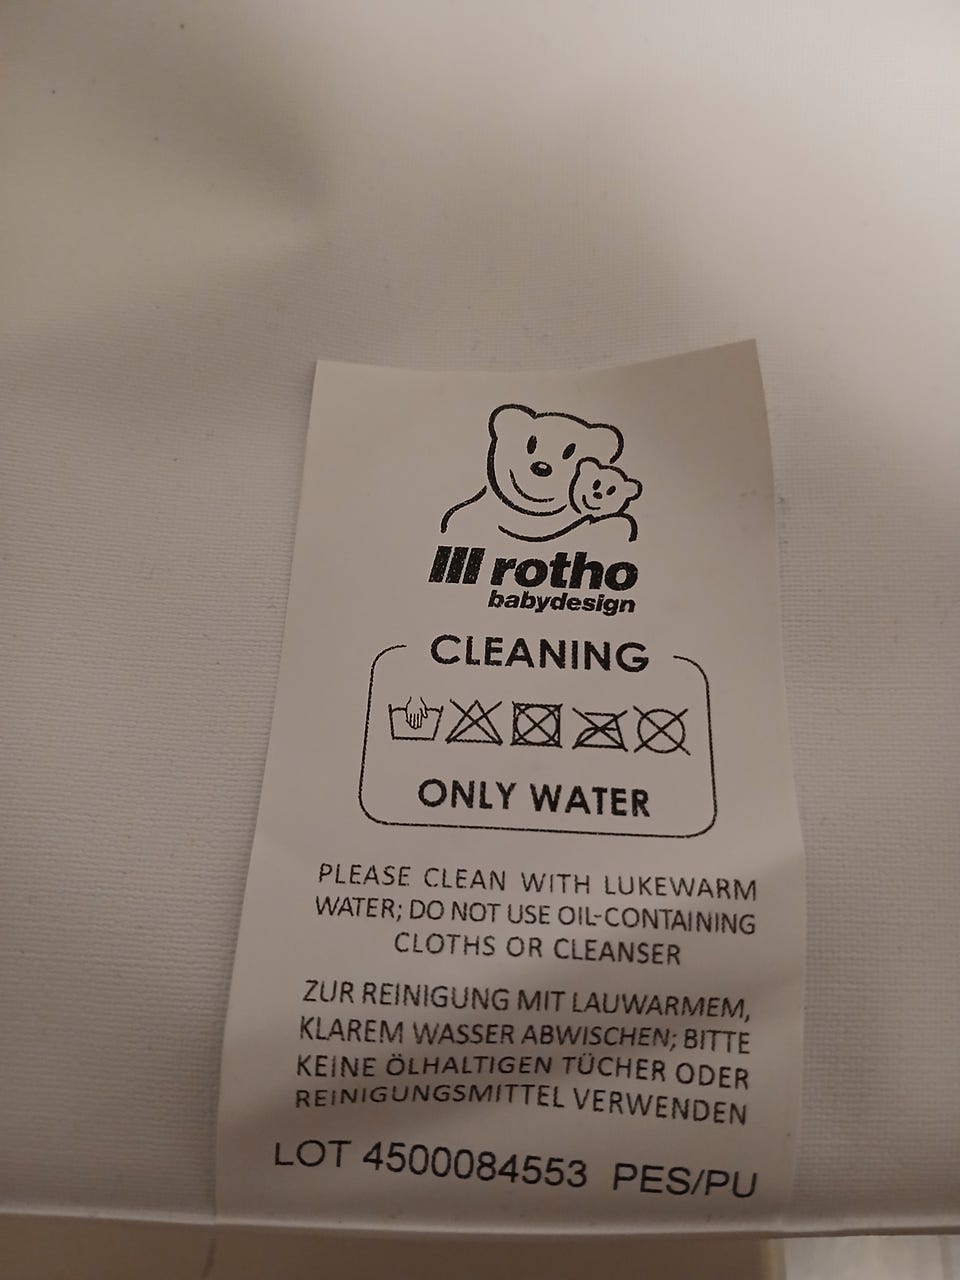 rotho
babydesign
CLEANING
ONLY WATER
PLEASE CLEAN WITH LUKEWARM
WATER; DO NOT USE OIL-CONTAINING
CLOTHS OR CLEANSER
ZUR REINIGUNG MIT LAUWARMEM,
KLAREM WASSER ABWISCHEN; BITTE
KEINE ÖLHALTIGEN TÜCHER ODER
REINIGUNGSMITTEL VERWENDEN
LOT 4500084553 PES/PU